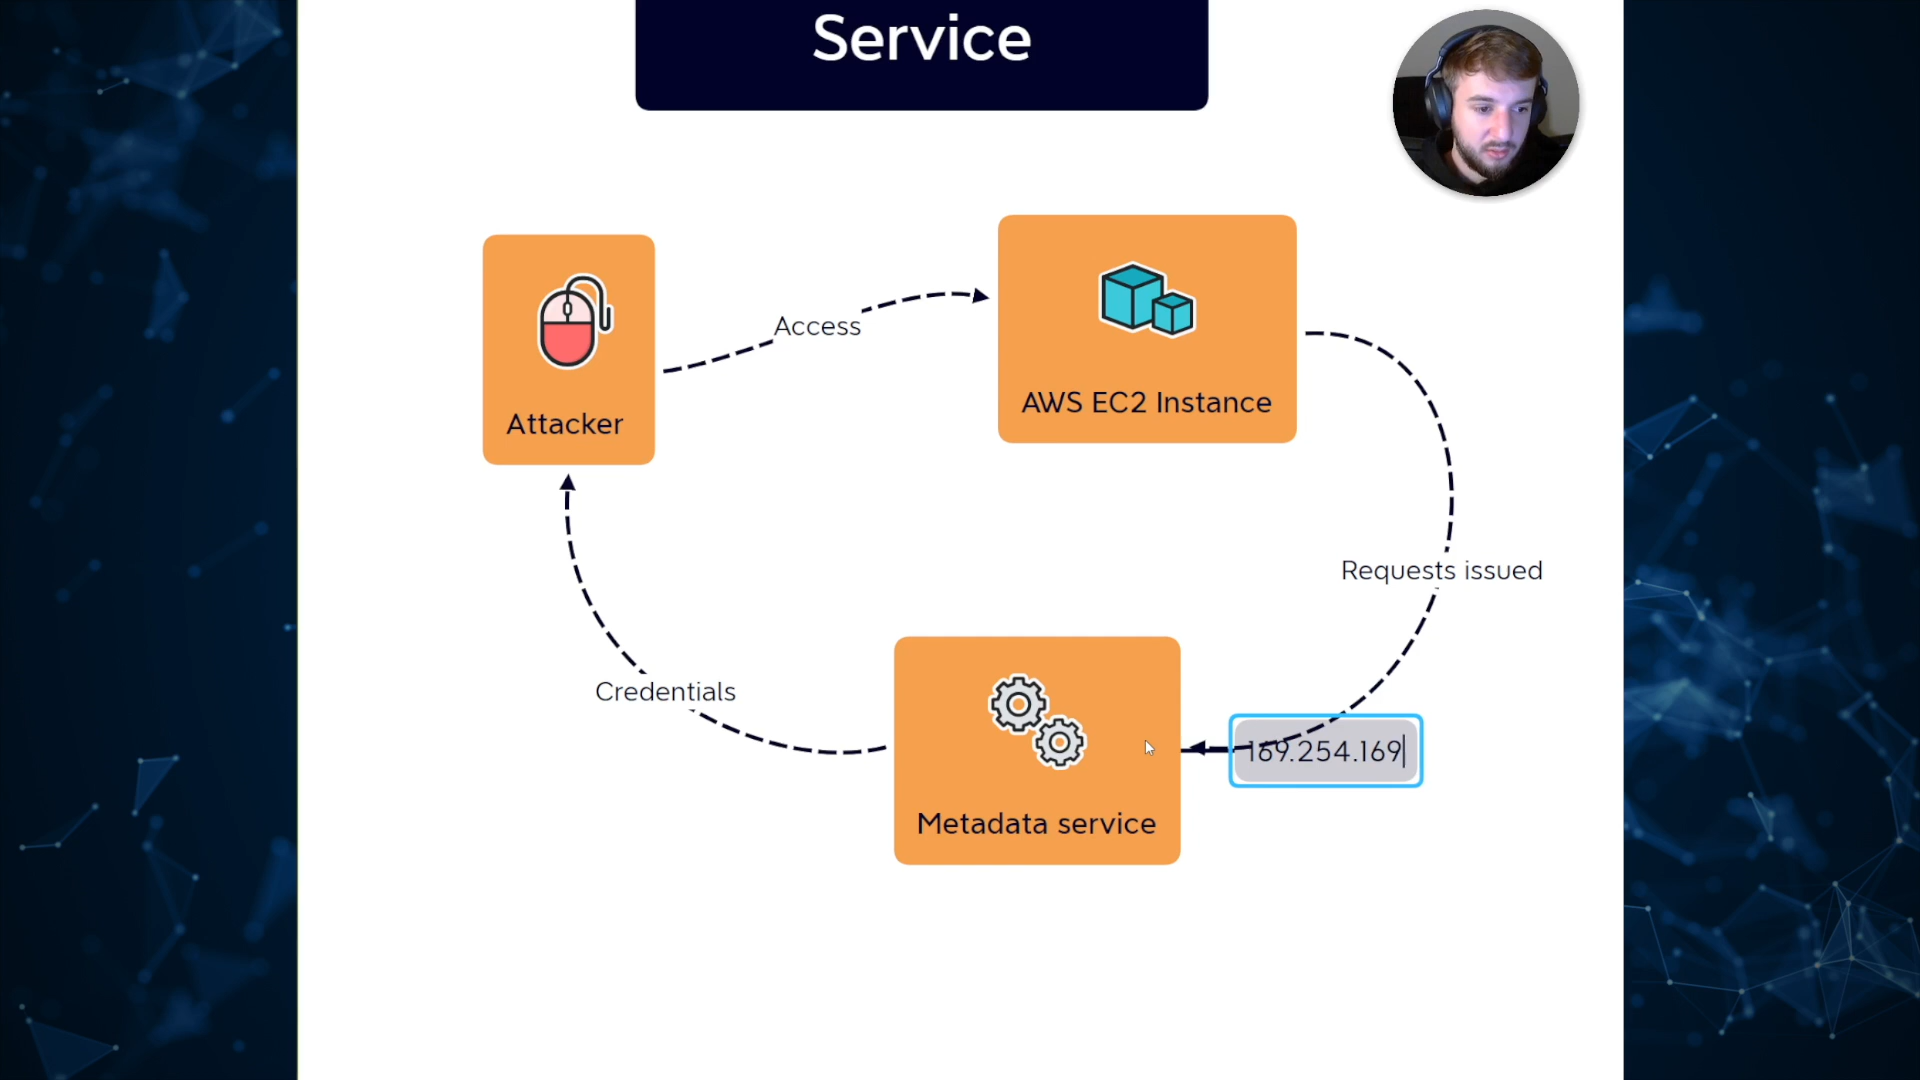 Service
Access
AWS EC2 Instance
Attacker
Requests issued
Credentials
169.254.169
Metadata service